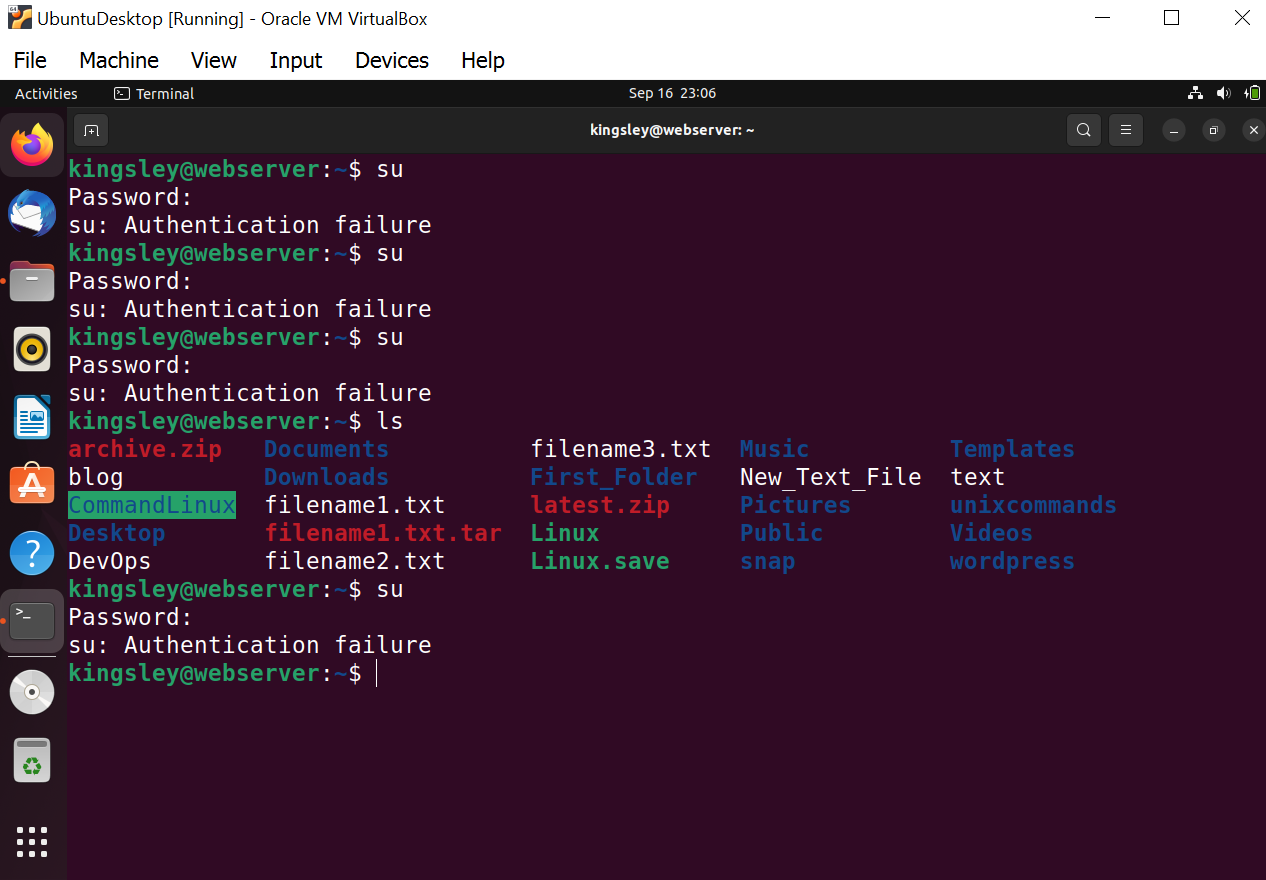 UbuntuDesktop [Running] - Oracle VM VirtualBox
File Machine View Input Devices Help
Activities Terminal Sep 16 23:06
kingsley@webserver: ~
kingsley@webserver:~$ su
Password:
su: Authentication failure
kingsley@webserver:~$ su
Password:
su: Authentication failure
kingsley@webserver:~$ su
Password:
su: Authentication failure
kingsley@webserver:~$ ls
archive.zip Documents filename3.txt Music Templates
blog Downloads First_Folder New_Text_File text
CommandLinux filename1.txt latest.zip Pictures unixcommands
Desktop filename1.txt.tar Linux Public Videos
DevOps filename2.txt Linux.save snap wordpress
kingsley@webserver:~$ su
Password:
su: Authentication failure
kingsley@webserver:~$